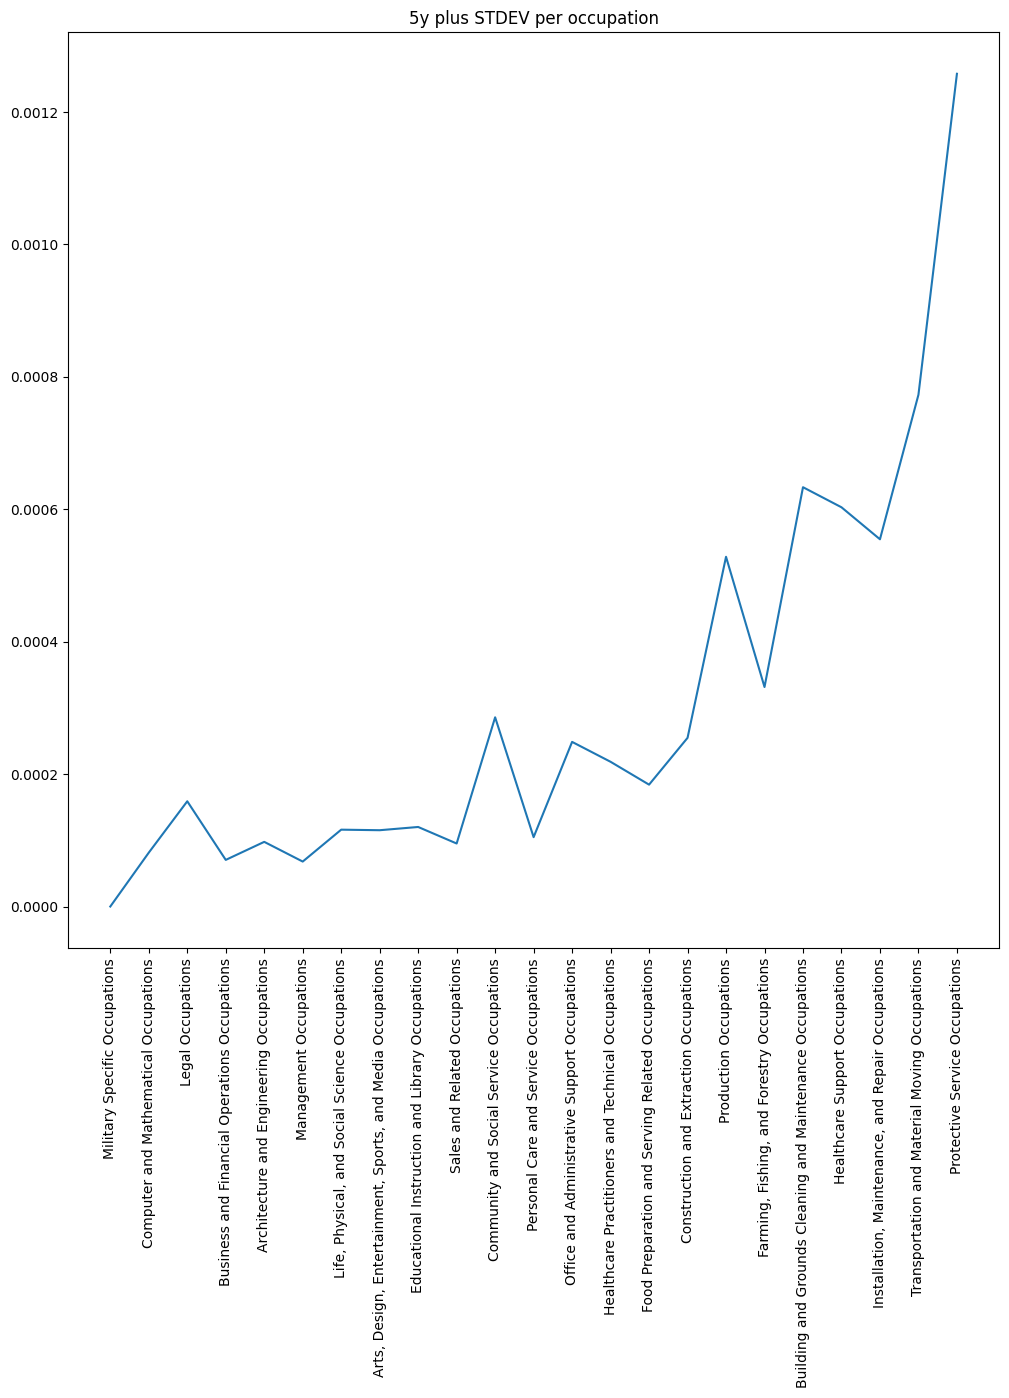 5y plus STDEV per occupation
0.0012
0.0010
0.0008
0.0006
0.0004
0.0002
0.0000
Military Specific Occupations
Computer and Mathematical Occupations
Legal Occupations
Business and Financial Operations Occupations
Architecture and Engineering Occupations
Management Occupations
Life, Physical, and Social Science Occupations
Arts, Design, Entertainment, Sports, and Media Occupations
Educational Instruction and Library Occupations
Sales and Related Occupations
Community and Social Service Occupations
Personal Care and Service Occupations
Office and Administrative Support Occupations
Healthcare Practitioners and Technical Occupations
Food Preparation and Serving Related Occupations
Construction and Extraction Occupations
Production Occupations
Farming, Fishing, and Forestry Occupations
Building and Grounds Cleaning and Maintenance Occupations
Healthcare Support Occupations
Installation, Maintenance, and Repair Occupations
Transportation and Material Moving Occupations
Protective Service Occupations